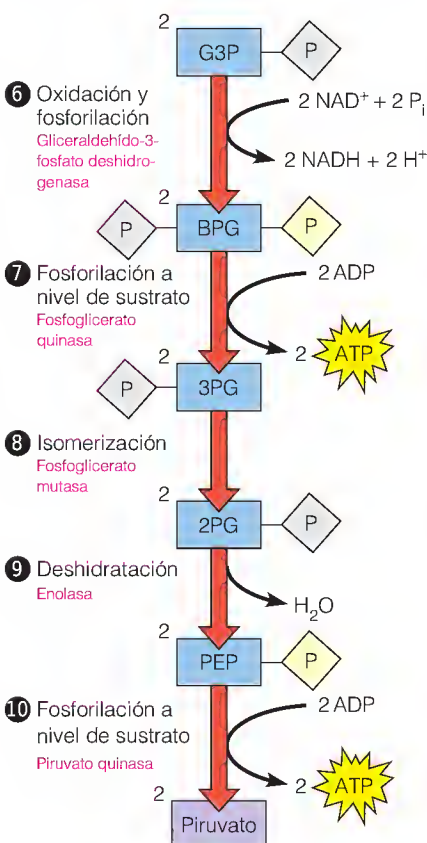 2
G3P
P
6 Oxidación y
fosforilación
Gliceraldehído-3-
fosfato deshidro-
genasa
2 NAD⁺ + 2 Pᵢ
2 NADH + 2 H⁺
2
P
BPG
P
7 Fosforilación a
nivel de sustrato
Fosfoglicerato
quinasa
2 ADP
2 ATP
2
P
3PG
8 Isomerización
Fosfoglicerato
mutasa
2
2PG
P
9 Deshidratación
Enolasa
H₂O
2
PEP
P
10 Fosforilación a
nivel de sustrato
Piruvato quinasa
2 ADP
2 ATP
2
Piruvato